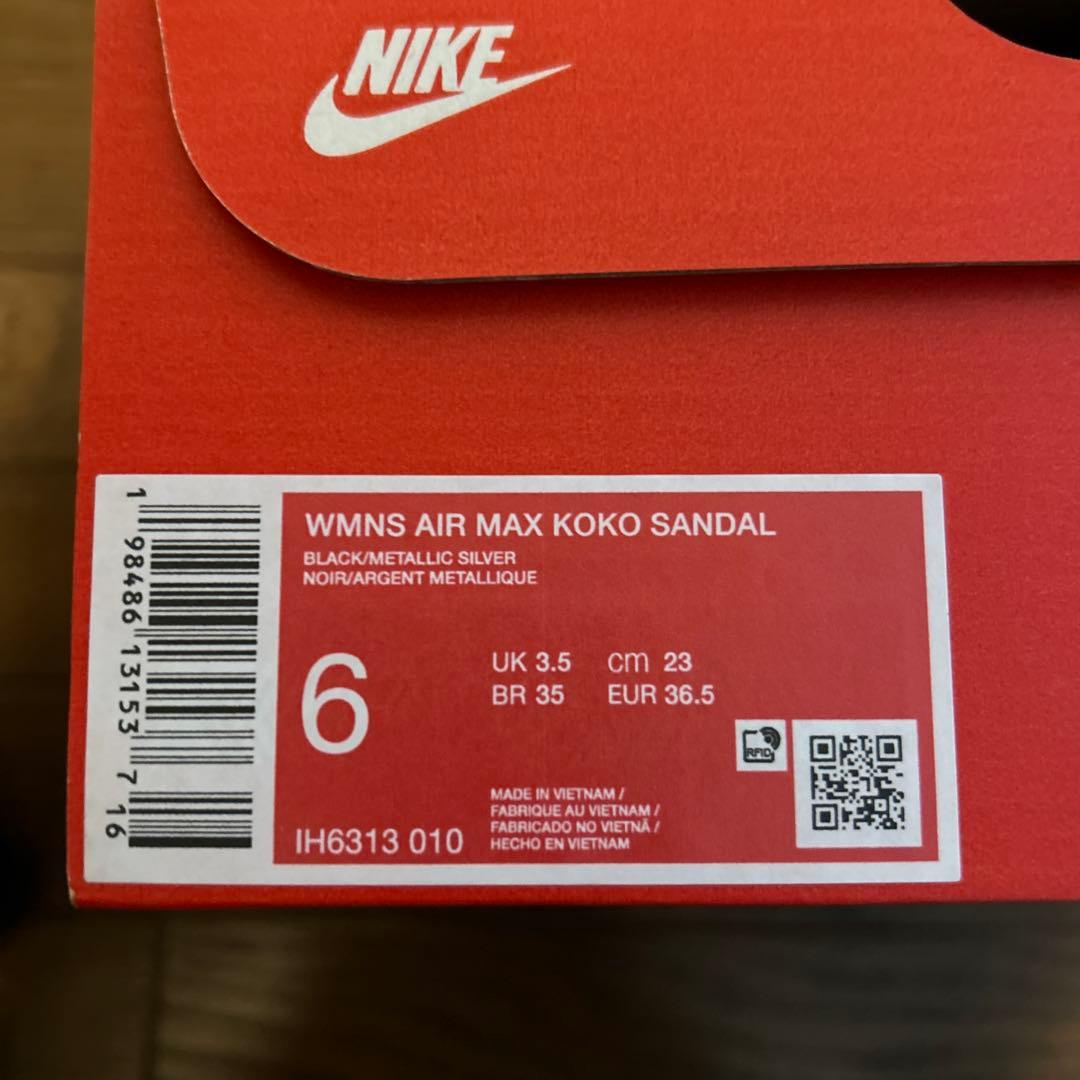 NIKE
WMNS AIR MAX KOKO SANDAL
BLACK/METALLIC SILVER
NOIR/ARGENT METALLIQUE
6
UK 3.5 cm 23
BR 35 EUR 36.5
RFID
MADE IN VIETNAM /
FABRIQUE AU VIETNAM /
FABRICADO NO VIETNÃ /
HECHO EN VIETNAM
IH6313 010
1 98486 13153 7 16